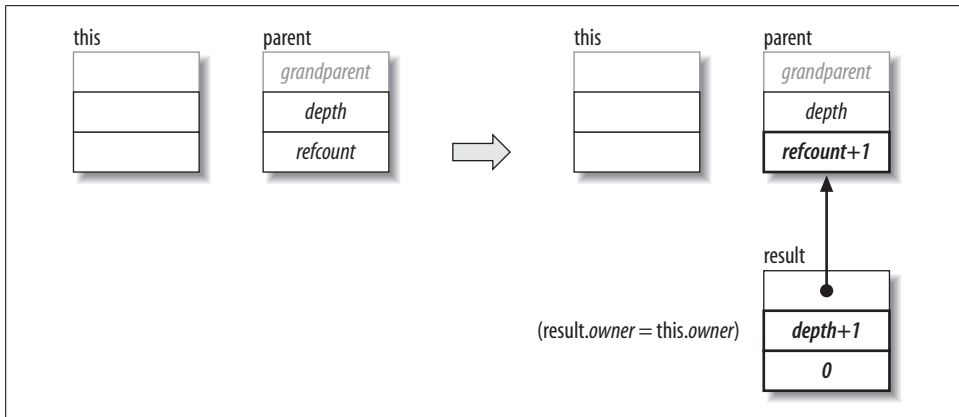 this
parent
grandparent
depth
refcount
this
parent
grandparent
depth
refcount+1
result
(result.owner = this.owner)
depth+1
0